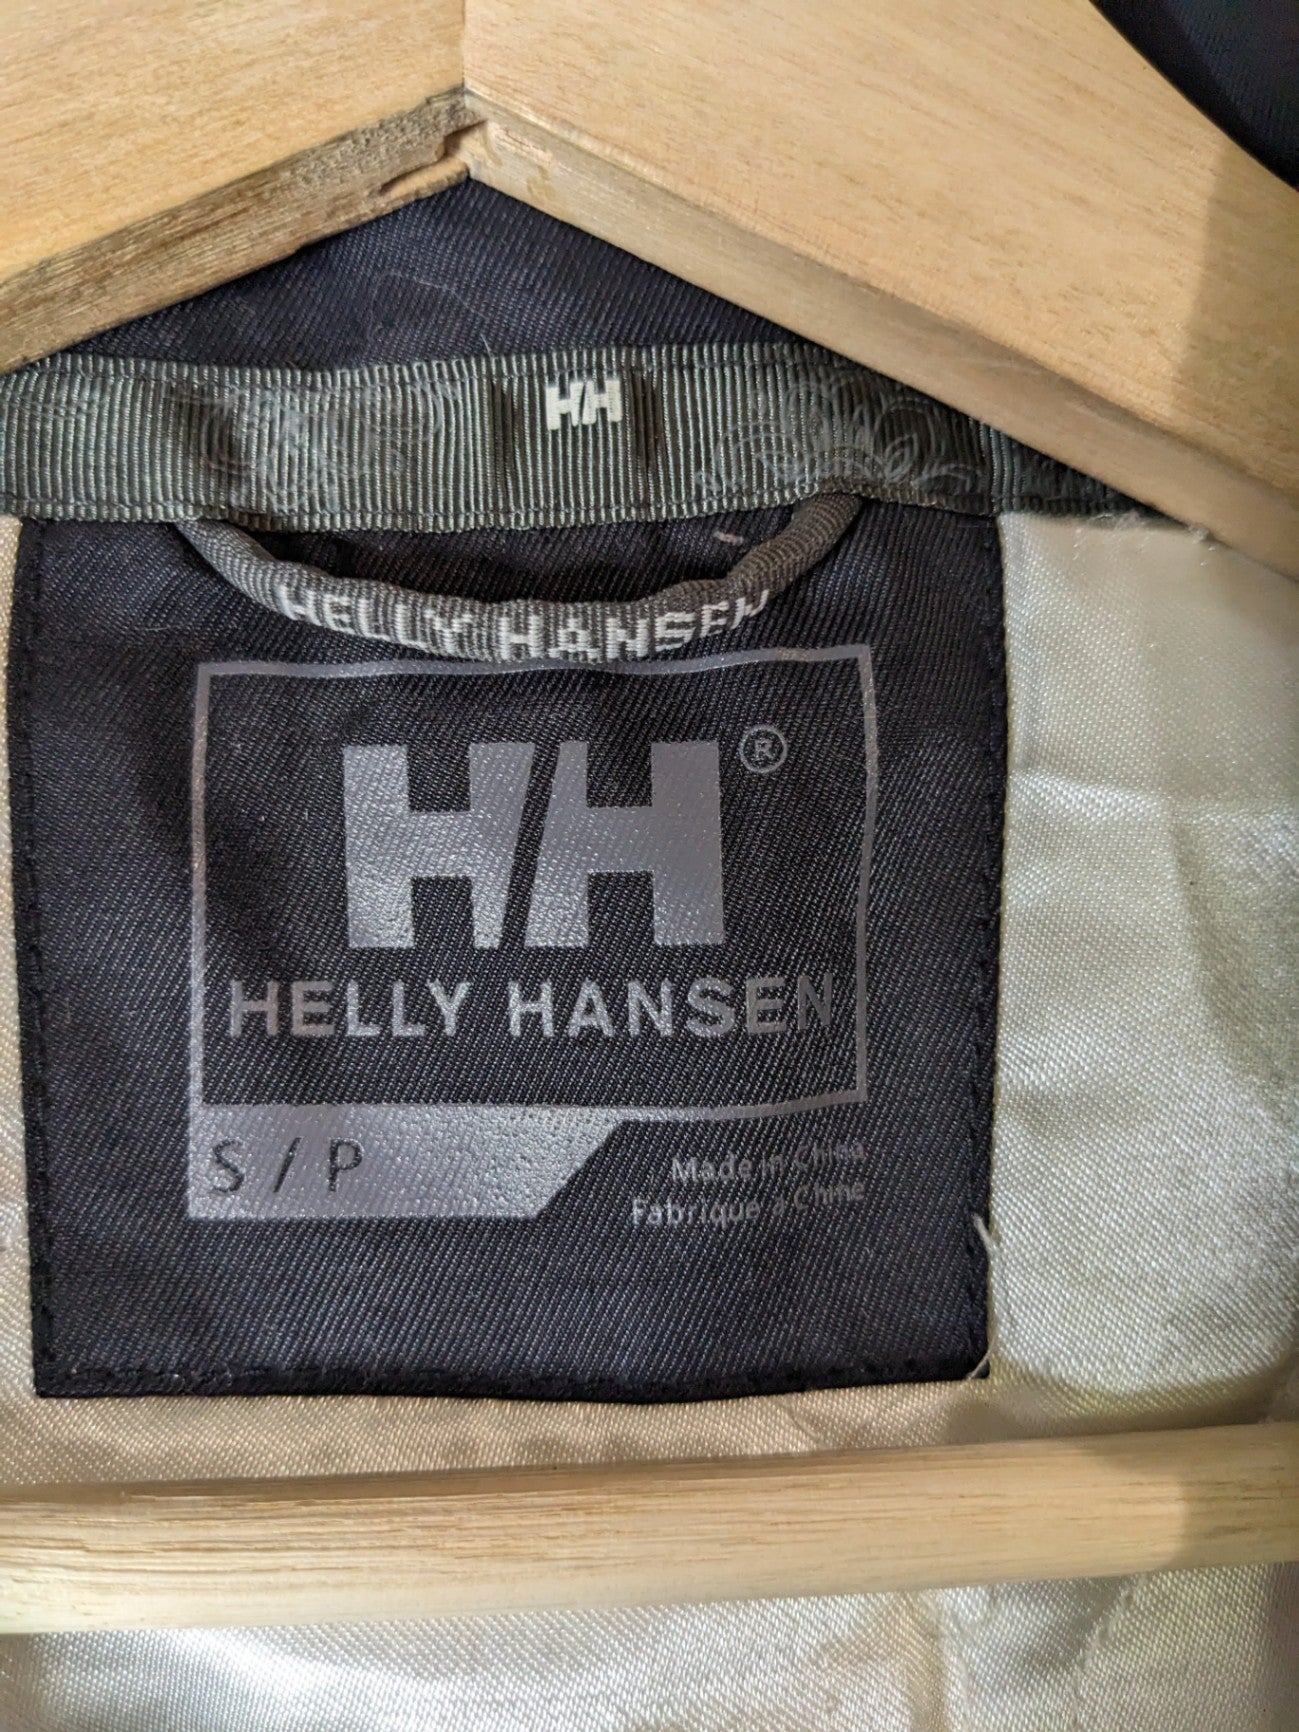 HH
HELLY HANSEN
HH®
HELLY HANSEN
S / P
Made in China
Fabriqué à Chine